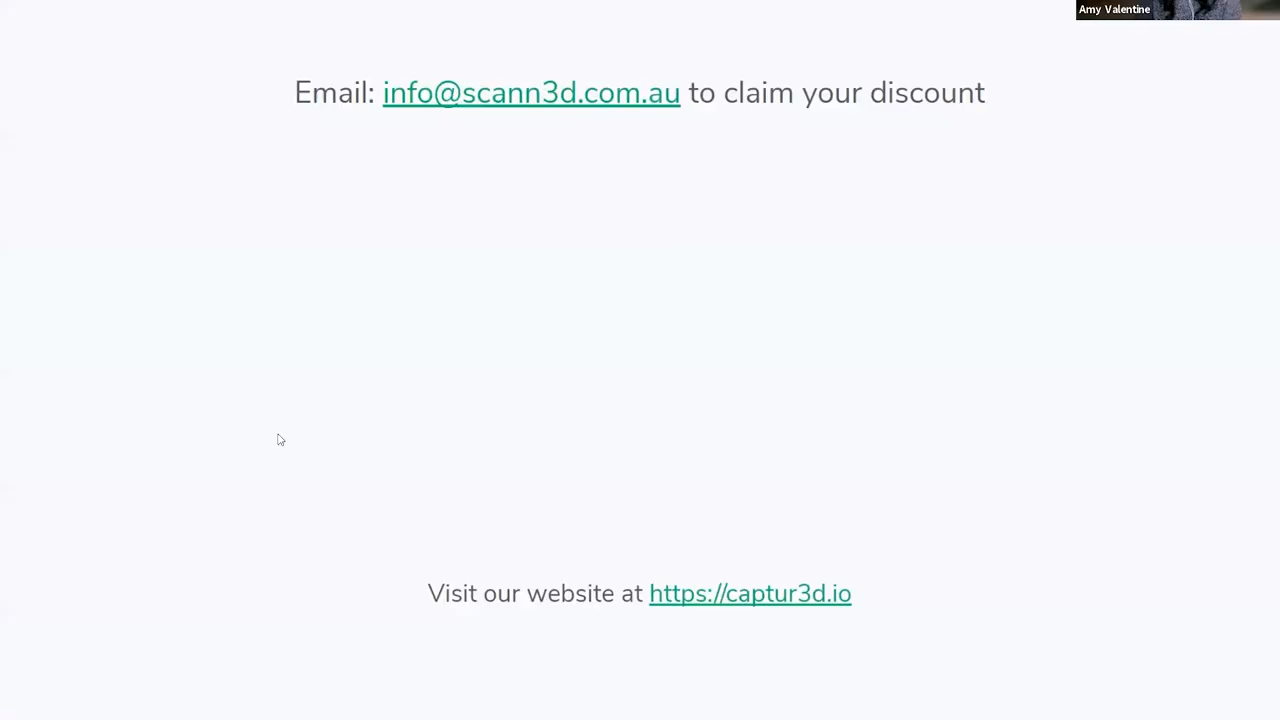 Amy Valentine
Email: info@scann3d.com.au to claim your discount
Visit our website at https://captur3d.io